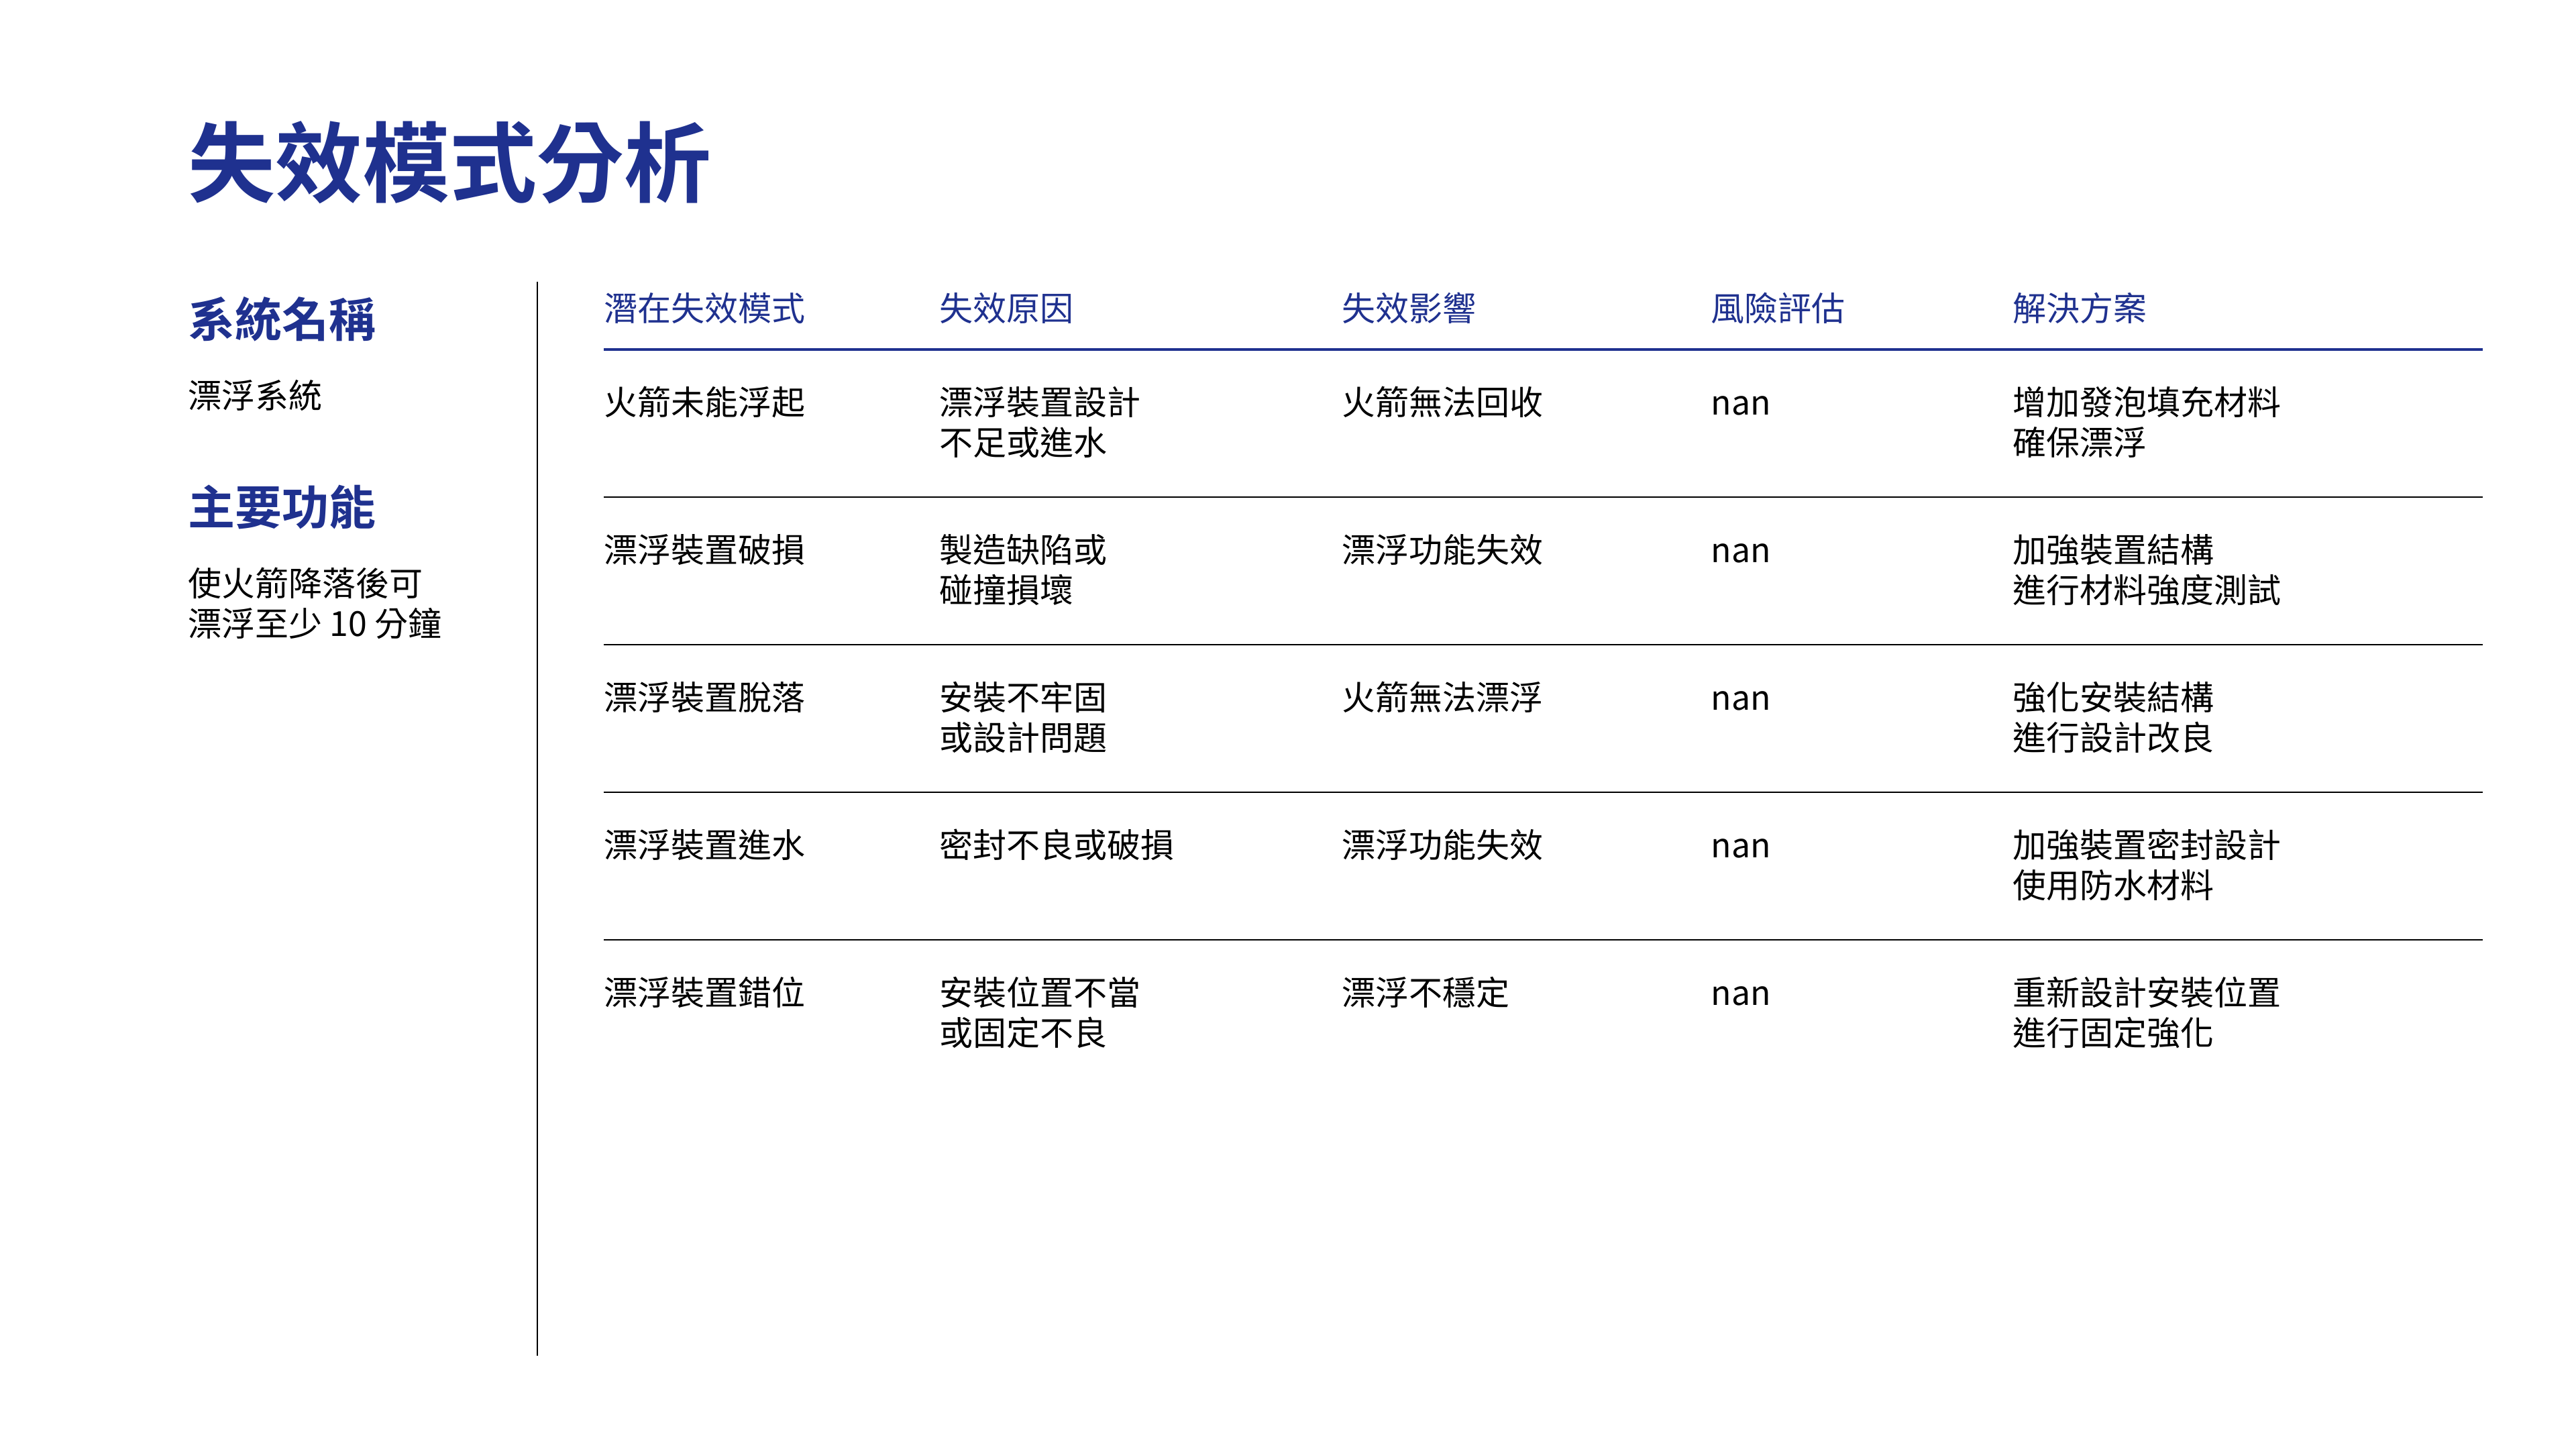 失效模式分析
系統名稱
漂浮系統
主要功能
使火箭降落後可
漂浮至少 10 分鐘
潛在失效模式 失效原因 失效影響 風險評估 解決方案
火箭未能浮起 漂浮裝置設計 火箭無法回收 nan 增加發泡填充材料
不足或進水 確保漂浮
漂浮裝置破損 製造缺陷或 漂浮功能失效 nan 加強裝置結構
碰撞損壞 進行材料強度測試
漂浮裝置脫落 安裝不牢固 火箭無法漂浮 nan 強化安裝結構
或設計問題 進行設計改良
漂浮裝置進水 密封不良或破損 漂浮功能失效 nan 加強裝置密封設計
使用防水材料
漂浮裝置錯位 安裝位置不當 漂浮不穩定 nan 重新設計安裝位置
或固定不良 進行固定強化